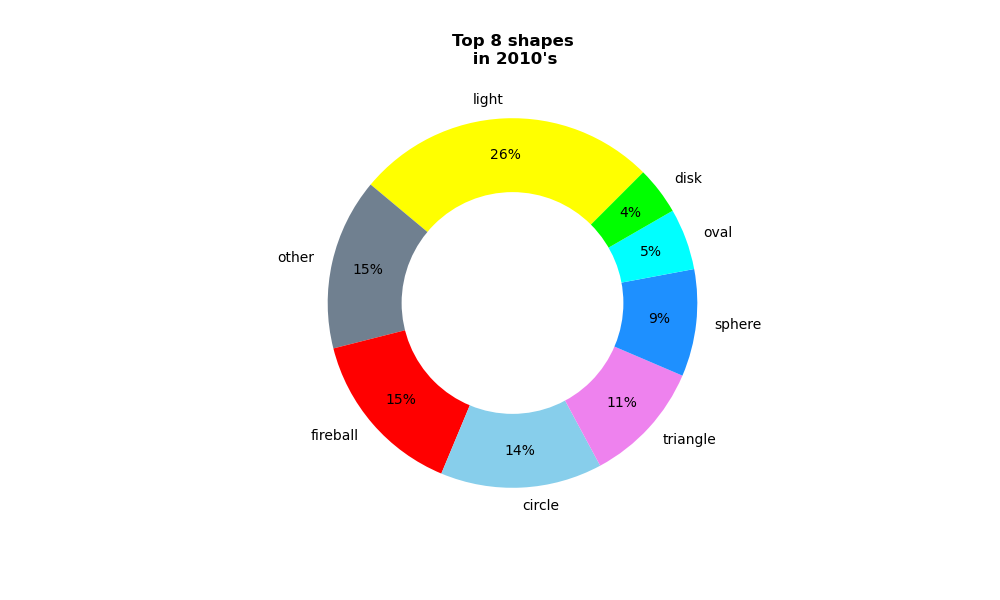 Top 8 shapes
in 2010's
light
26%
disk
4%
oval
5%
other
15%
sphere
9%
fireball
15%
triangle
11%
circle
14%